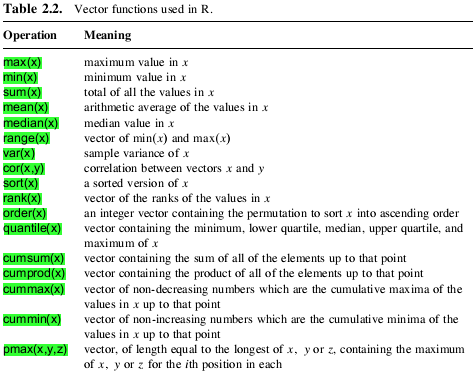 Table 2.2. Vector functions used in R.
Operation Meaning
max(x) maximum value in x
min(x) minimum value in x
sum(x) total of all the values in x
mean(x) arithmetic average of the values in x
median(x) median value in x
range(x) vector of min(x) and max(x)
var(x) sample variance of x
cor(x,y) correlation between vectors x and y
sort(x) a sorted version of x
rank(x) vector of the ranks of the values in x
order(x) an integer vector containing the permutation to sort x into ascending order
quantile(x) vector containing the minimum, lower quartile, median, upper quartile, and
maximum of x
cumsum(x) vector containing the sum of all of the elements up to that point
cumprod(x) vector containing the product of all of the elements up to that point
cummax(x) vector of non-decreasing numbers which are the cumulative maxima of the
values in x up to that point
cummin(x) vector of non-increasing numbers which are the cumulative minima of the
values in x up to that point
pmax(x,y,z) vector, of length equal to the longest of x, y or z, containing the maximum
of x, y or z for the ith position in each